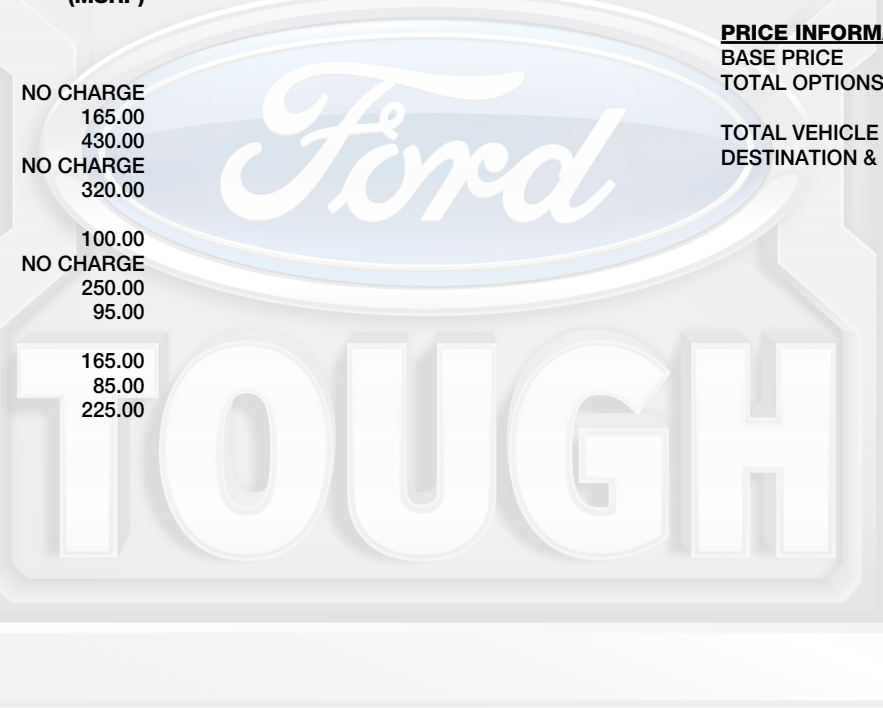 (MSRP)
NO CHARGE
165.00
430.00
NO CHARGE
320.00
100.00
NO CHARGE
250.00
95.00
165.00
85.00
225.00
PRICE INFORMA
BASE PRICE
TOTAL OPTIONS
TOTAL VEHICLE
DESTINATION &
Ford
TOUGH